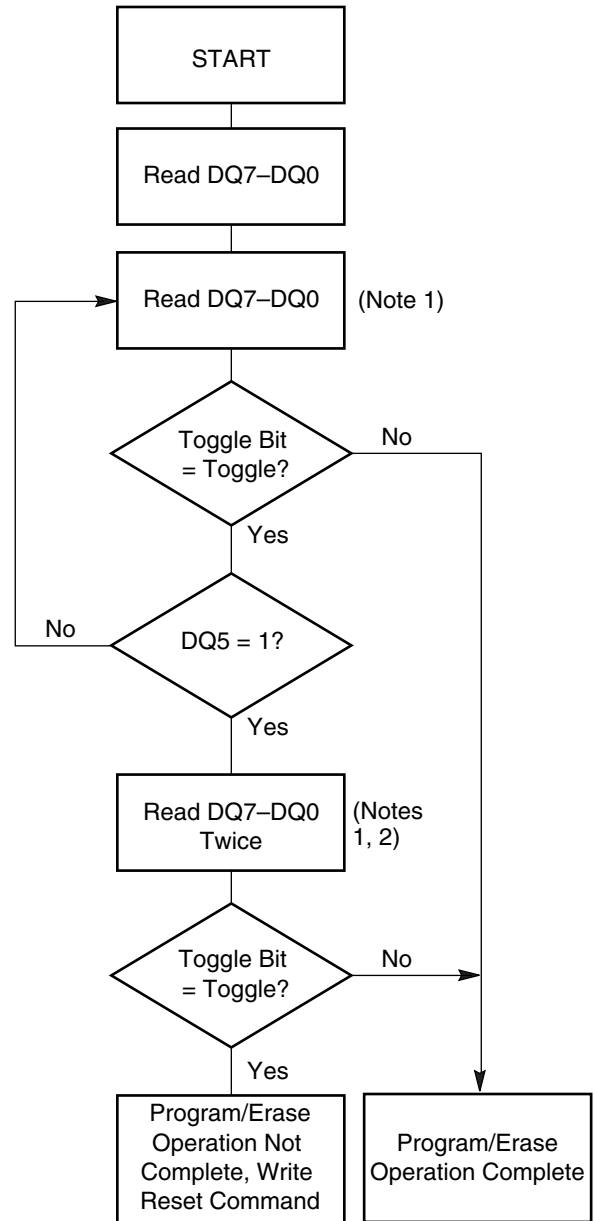 START
Read DQ7–DQ0
Read DQ7–DQ0
(Note 1)
Toggle Bit
= Toggle?
No
Yes
No
DQ5 = 1?
Yes
Read DQ7–DQ0
Twice
(Notes
1, 2)
Toggle Bit
= Toggle?
No
Yes
Program/Erase
Operation Not
Complete, Write
Reset Command
Program/Erase
Operation Complete